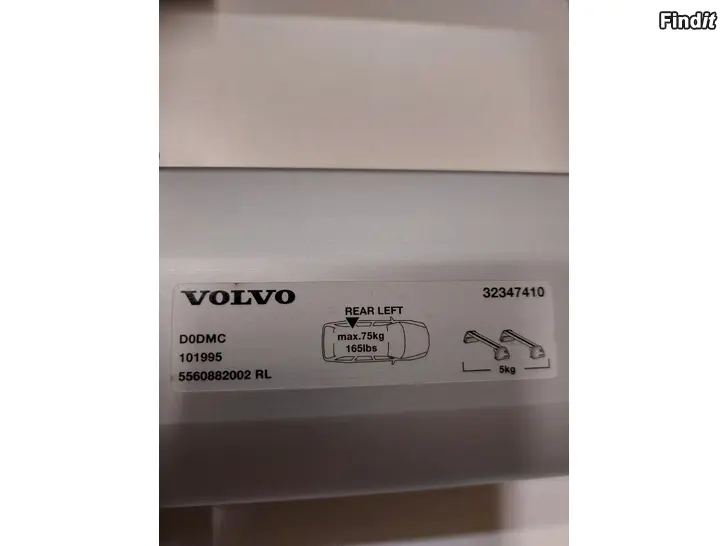 Findit
VOLVO
32347410
REAR LEFT
max.75kg
165lbs
D0DMC
101995
5560882002 RL
5kg